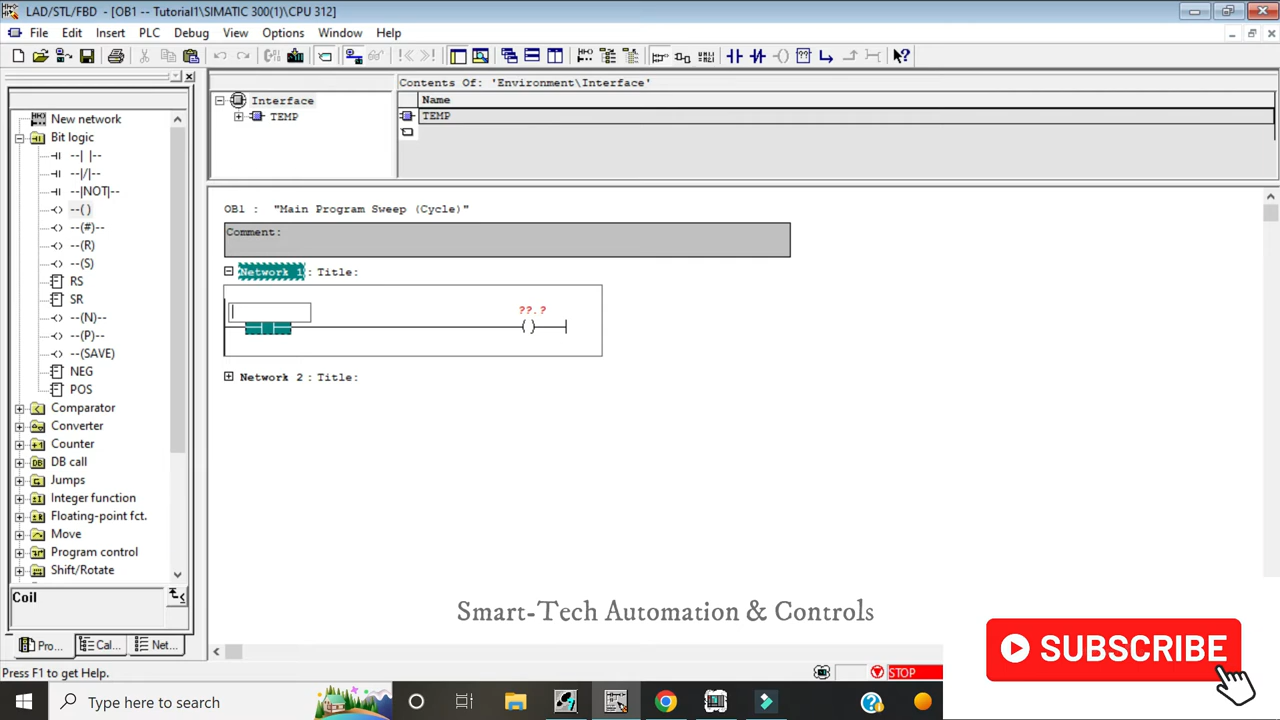 LAD/STL/FBD - [OB1 -- Tutorial1\SIMATIC 300(1)\CPU 312]
File Edit Insert PLC Debug View Options Window Help
Contents Of: 'Environment\Interface'
Interface
TEMP
Name
TEMP
New network
Bit logic
--| |--
--|/|--
--|NOT|--
--()
--(#)--
--(R)
--(S)
RS
SR
--(N)--
--(P)--
--(SAVE)
NEG
POS
Comparator
Converter
Counter
DB call
Jumps
Integer function
Floating-point fct.
Move
Program control
Shift/Rotate
Coil
Pro... Cal... Net...
OB1 : "Main Program Sweep (Cycle)"
Comment:
Network 1 : Title:
??.?
Network 2 : Title:
Smart-Tech Automation & Controls
SUBSCRIBE
Press F1 to get Help.
STOP
Type here to search